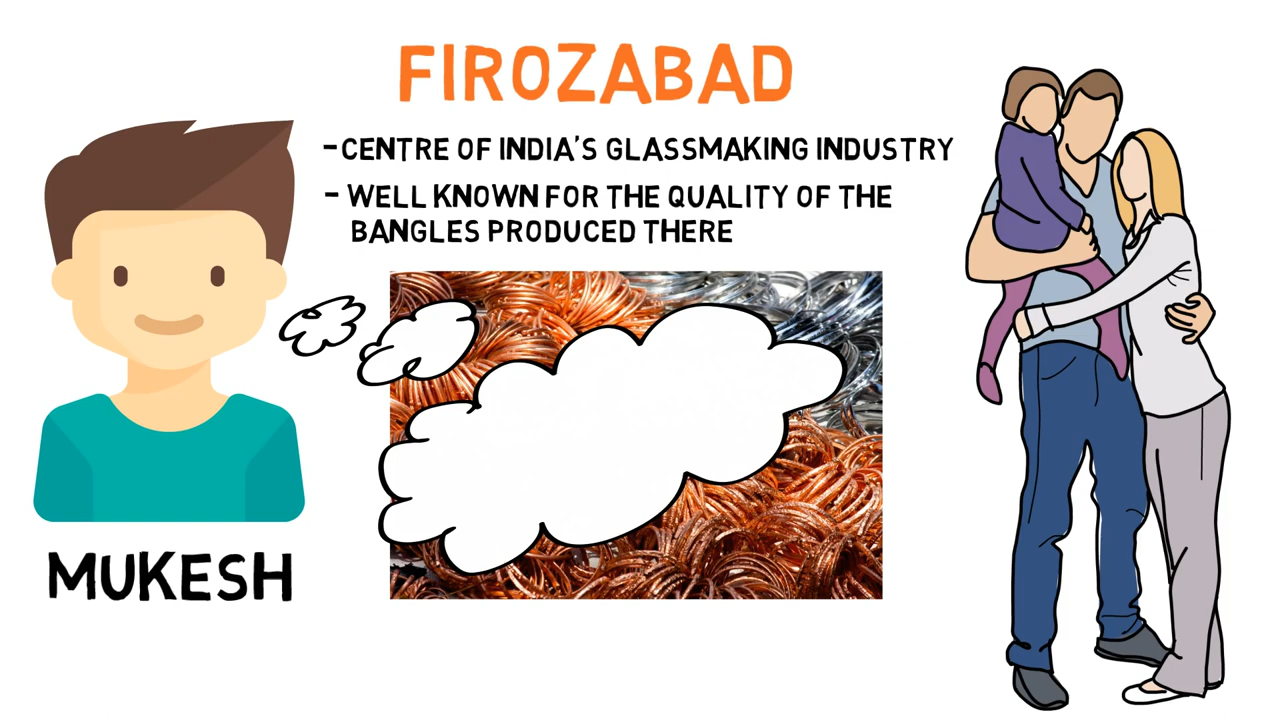 FIROZABAD
-CENTRE OF INDIA'S GLASSMAKING INDUSTRY
- WELL KNOWN FOR THE QUALITY OF THE
BANGLES PRODUCED THERE
MUKESH